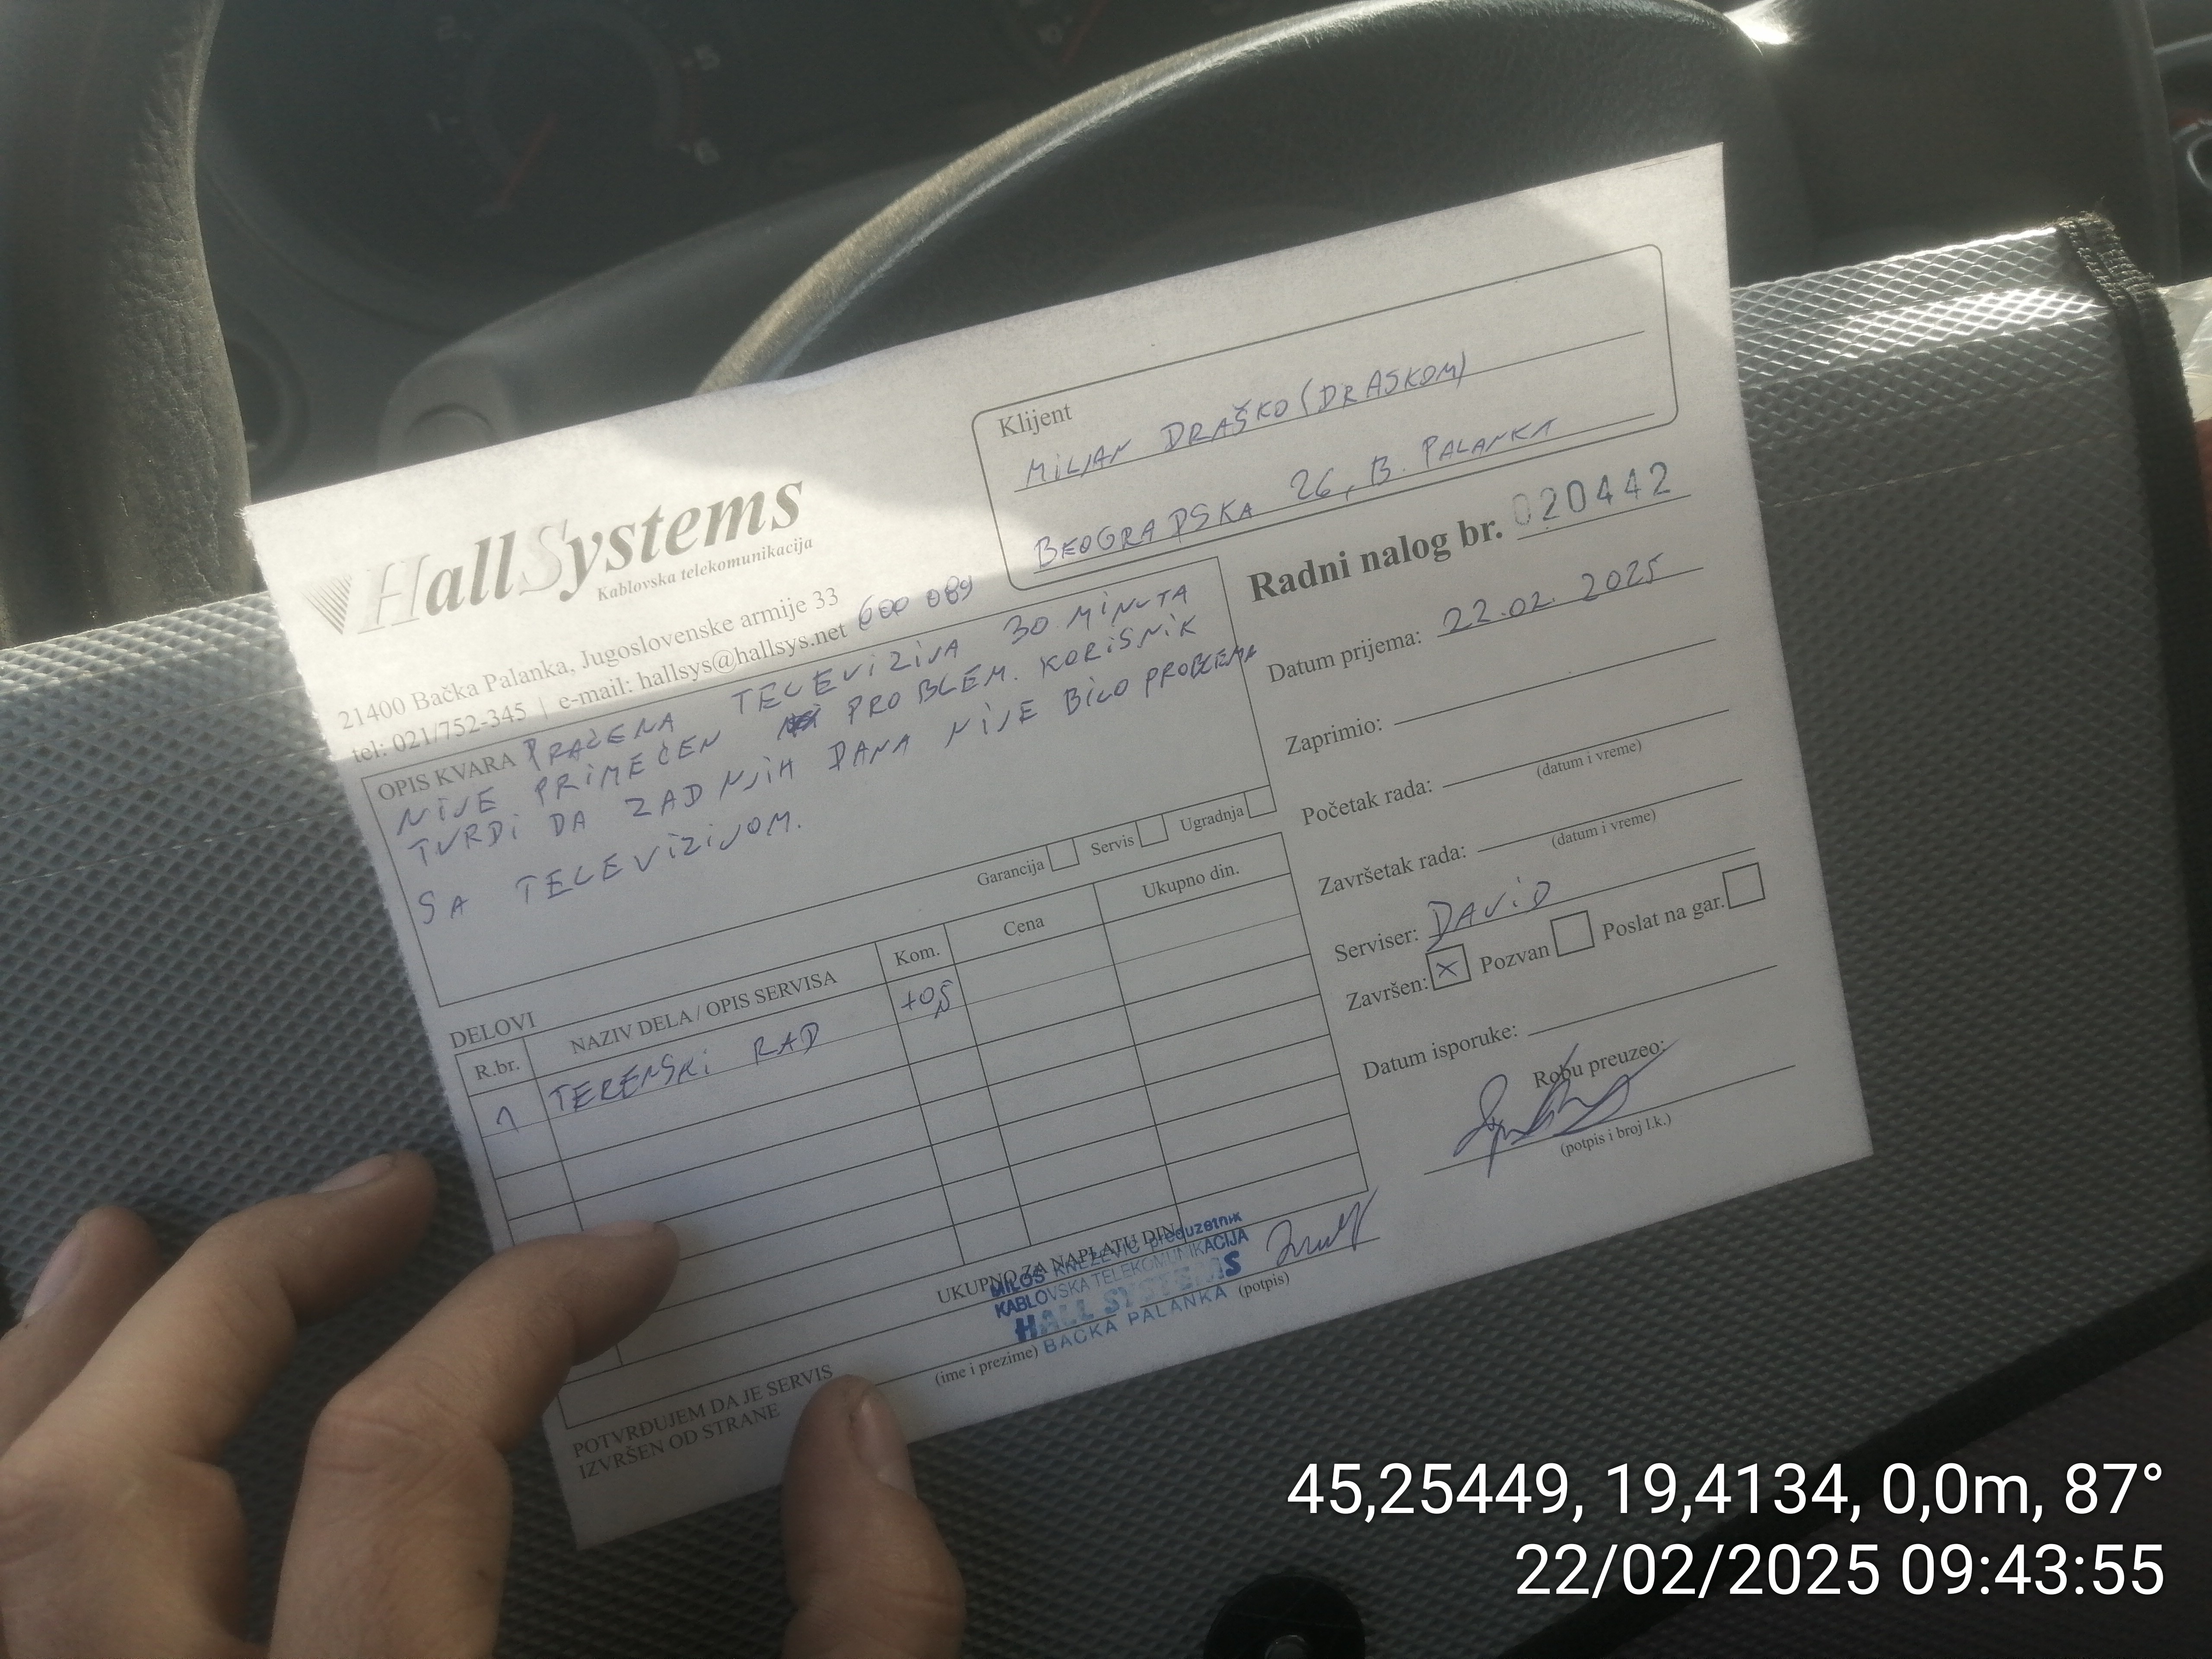 HallSystems
Kablovska telekomunikacija
21400 Bačka Palanka, Jugoslovenske armije 33
tel: 021/752-345 | e-mail: hallsys@hallsys.net
600 089
Klijent
MILJAN DRAŠKO (DRASKOM)
BEOGRADSKA 26, B. PALANKA
Radni nalog br. 020442
OPIS KVARA PRAĆENA TELEVIZIJA 30 MINUTA
NIJE PRIMEĆEN PROBLEM. KORISNIK
TVRDI DA ZADNJIH DANA NIJE BILO PROBLEMA
SA TELEVIZIJOM.
Garancija Servis Ugradnja
Datum prijema: 22.02.2025
Zaprimio:
Početak rada:
(datum i vreme)
Završetak rada:
(datum i vreme)
Serviser: DAVID
Završen: X Pozvan Poslat na gar.
Datum isporuke:
Robu preuzeo:
(potpis i broj l.k.)
DELOVI
R.br. NAZIV DELA / OPIS SERVISA Kom. Cena Ukupno din.
1 TERENSKI RAD +0,5
UKUPNO ZA NAPLATU DIN.
MILOŠ KNEŽEVIĆ preduzetnik
KABLOVSKA TELEKOMUNIKACIJA
HALL SYSTEMS
BAČKA PALANKA
POTVRĐUJEM DA JE SERVIS
IZVRŠEN OD STRANE
(ime i prezime)
(potpis)
45,25449, 19,4134, 0,0m, 87°
22/02/2025 09:43:55